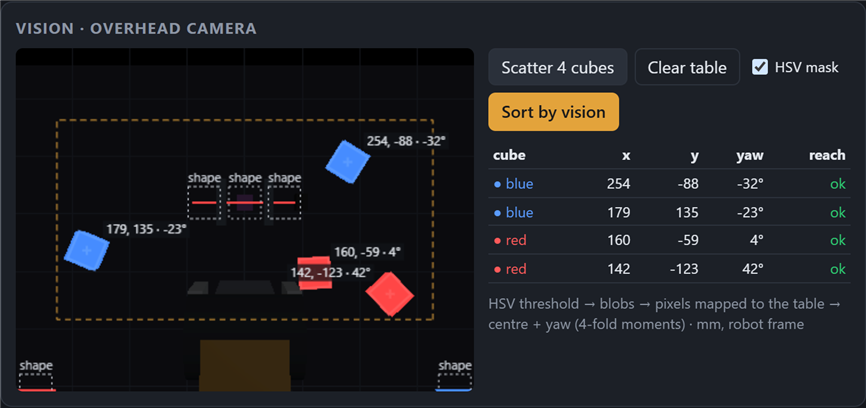 VISION · OVERHEAD CAMERA
254, -88 · -32°
shape shape shape
179, 135 · -23°
160, -59 · 4°
142, -123 · 42°
shape
shape
Scatter 4 cubes
Clear table
HSV mask
Sort by vision
cube x y yaw reach
blue 254 -88 -32° ok
blue 179 135 -23° ok
red 160 -59 4° ok
red 142 -123 42° ok
HSV threshold → blobs → pixels mapped to the table →
centre + yaw (4-fold moments) · mm, robot frame